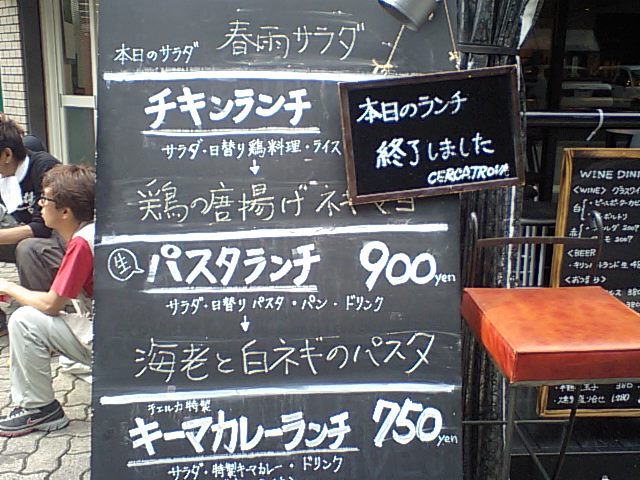 本日のサラダ 春雨サラダ
チキンランチ
サラダ・日替り鶏料理・ライス
↓
鶏の唐揚げ ネギ
生 パスタランチ 900yen
サラダ・日替り パスタ・パン・ドリンク
↓
海老と白ネギのパスタ
チェルカ特製
キーマカレーランチ 750yen
サラダ・特製キーマカレー・ドリンク
本日のランチ
終了しました
CERCATROVA
WINE DINI
<WINE> グラスワ
<BEER